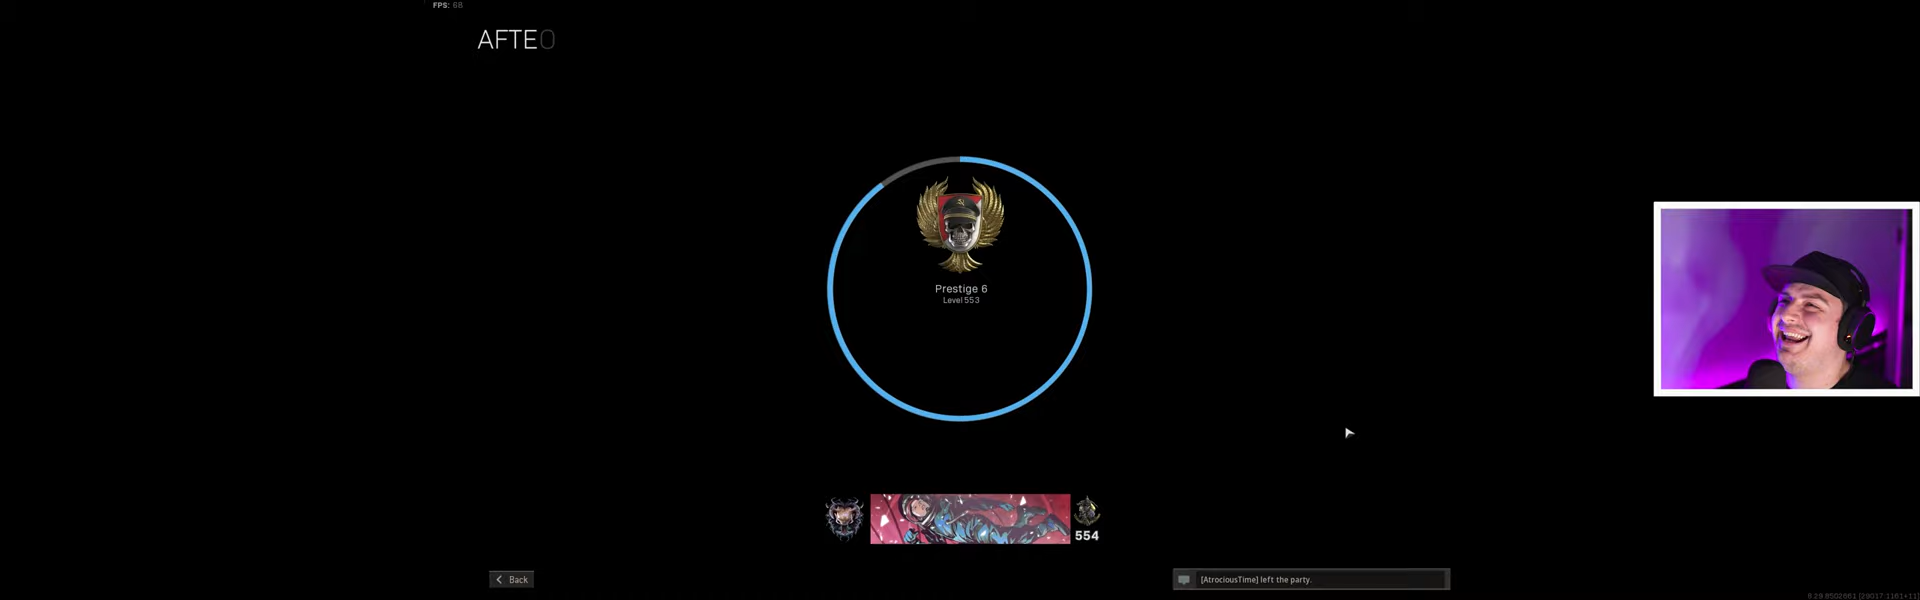 FPS: 68
AFTE
Prestige 6
Level 553
554
Back
[AtrociousTime] left the party.